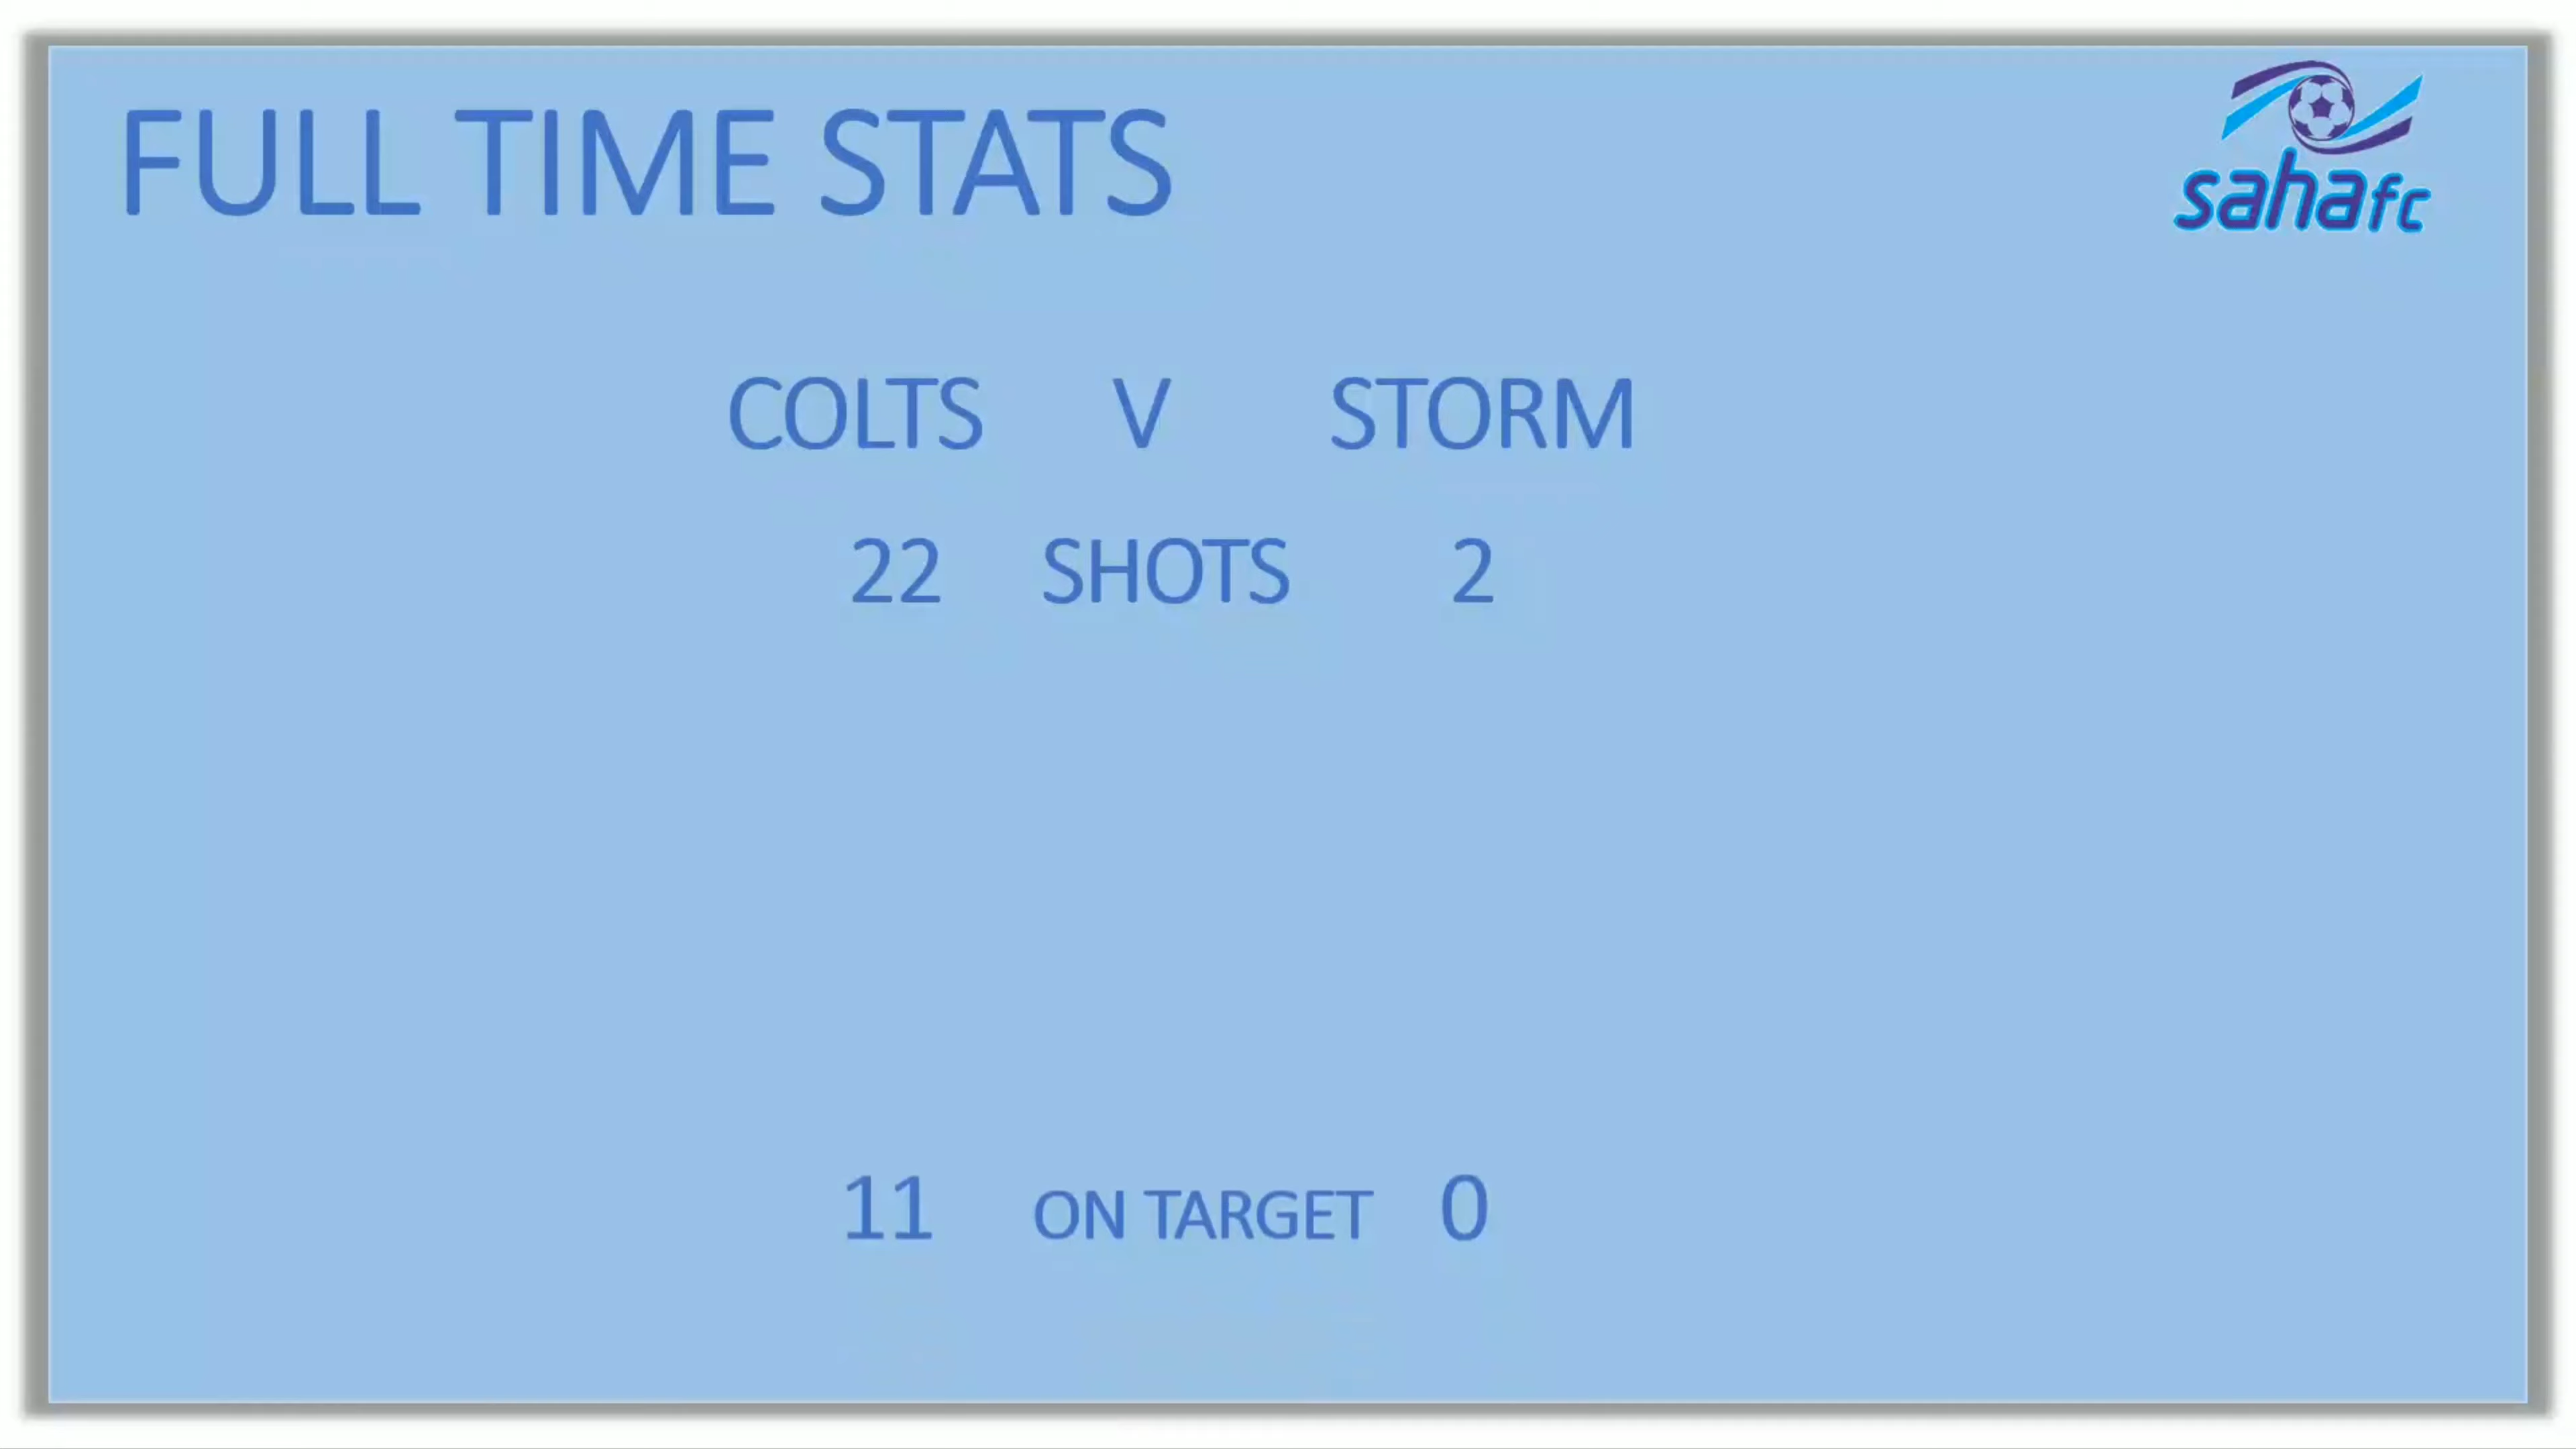 FULL TIME STATS
sahafc
COLTS V STORM
22 SHOTS 2
11 ON TARGET 0